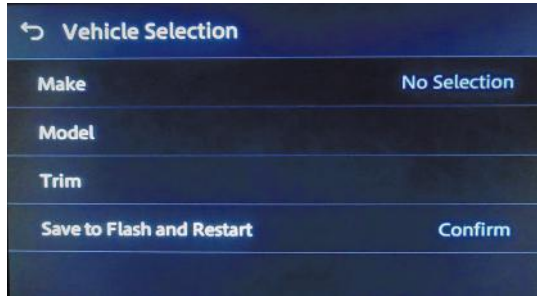 Vehicle Selection
Make No Selection
Model
Trim
Save to Flash and Restart Confirm